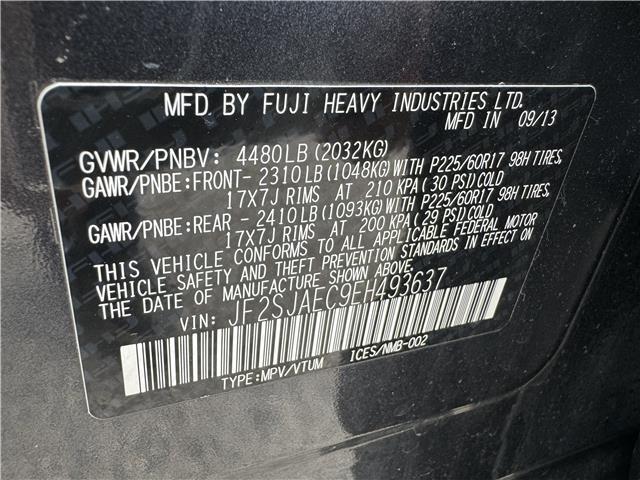 MFD. BY FUJI HEAVY INDUSTRIES LTD.
MFD IN 09/13
GVWR/PNBV: 4480LB(2032KG)
GAWR/PNBE:FRONT- 2310LB(1048KG)WITH P225/60R17 98H TIRES,
17X7J RIMS AT 210 KPA(30 PSI)COLD
GAWR/PNBE:REAR - 2410LB(1093KG)WITH P225/60R17 98H TIRES,
17X7J RIMS AT 200 KPA(29 PSI)COLD
THIS VEHICLE CONFORMS TO ALL APPLICABLE FEDERAL MOTOR
VEHICLE SAFETY AND THEFT PREVENTION STANDARDS IN EFFECT ON
THE DATE OF MANUFACTURE SHOWN ABOVE.
VIN: JF2SJAEC9EH493637
TYPE:MPV/VTUM ICES/NMB-002